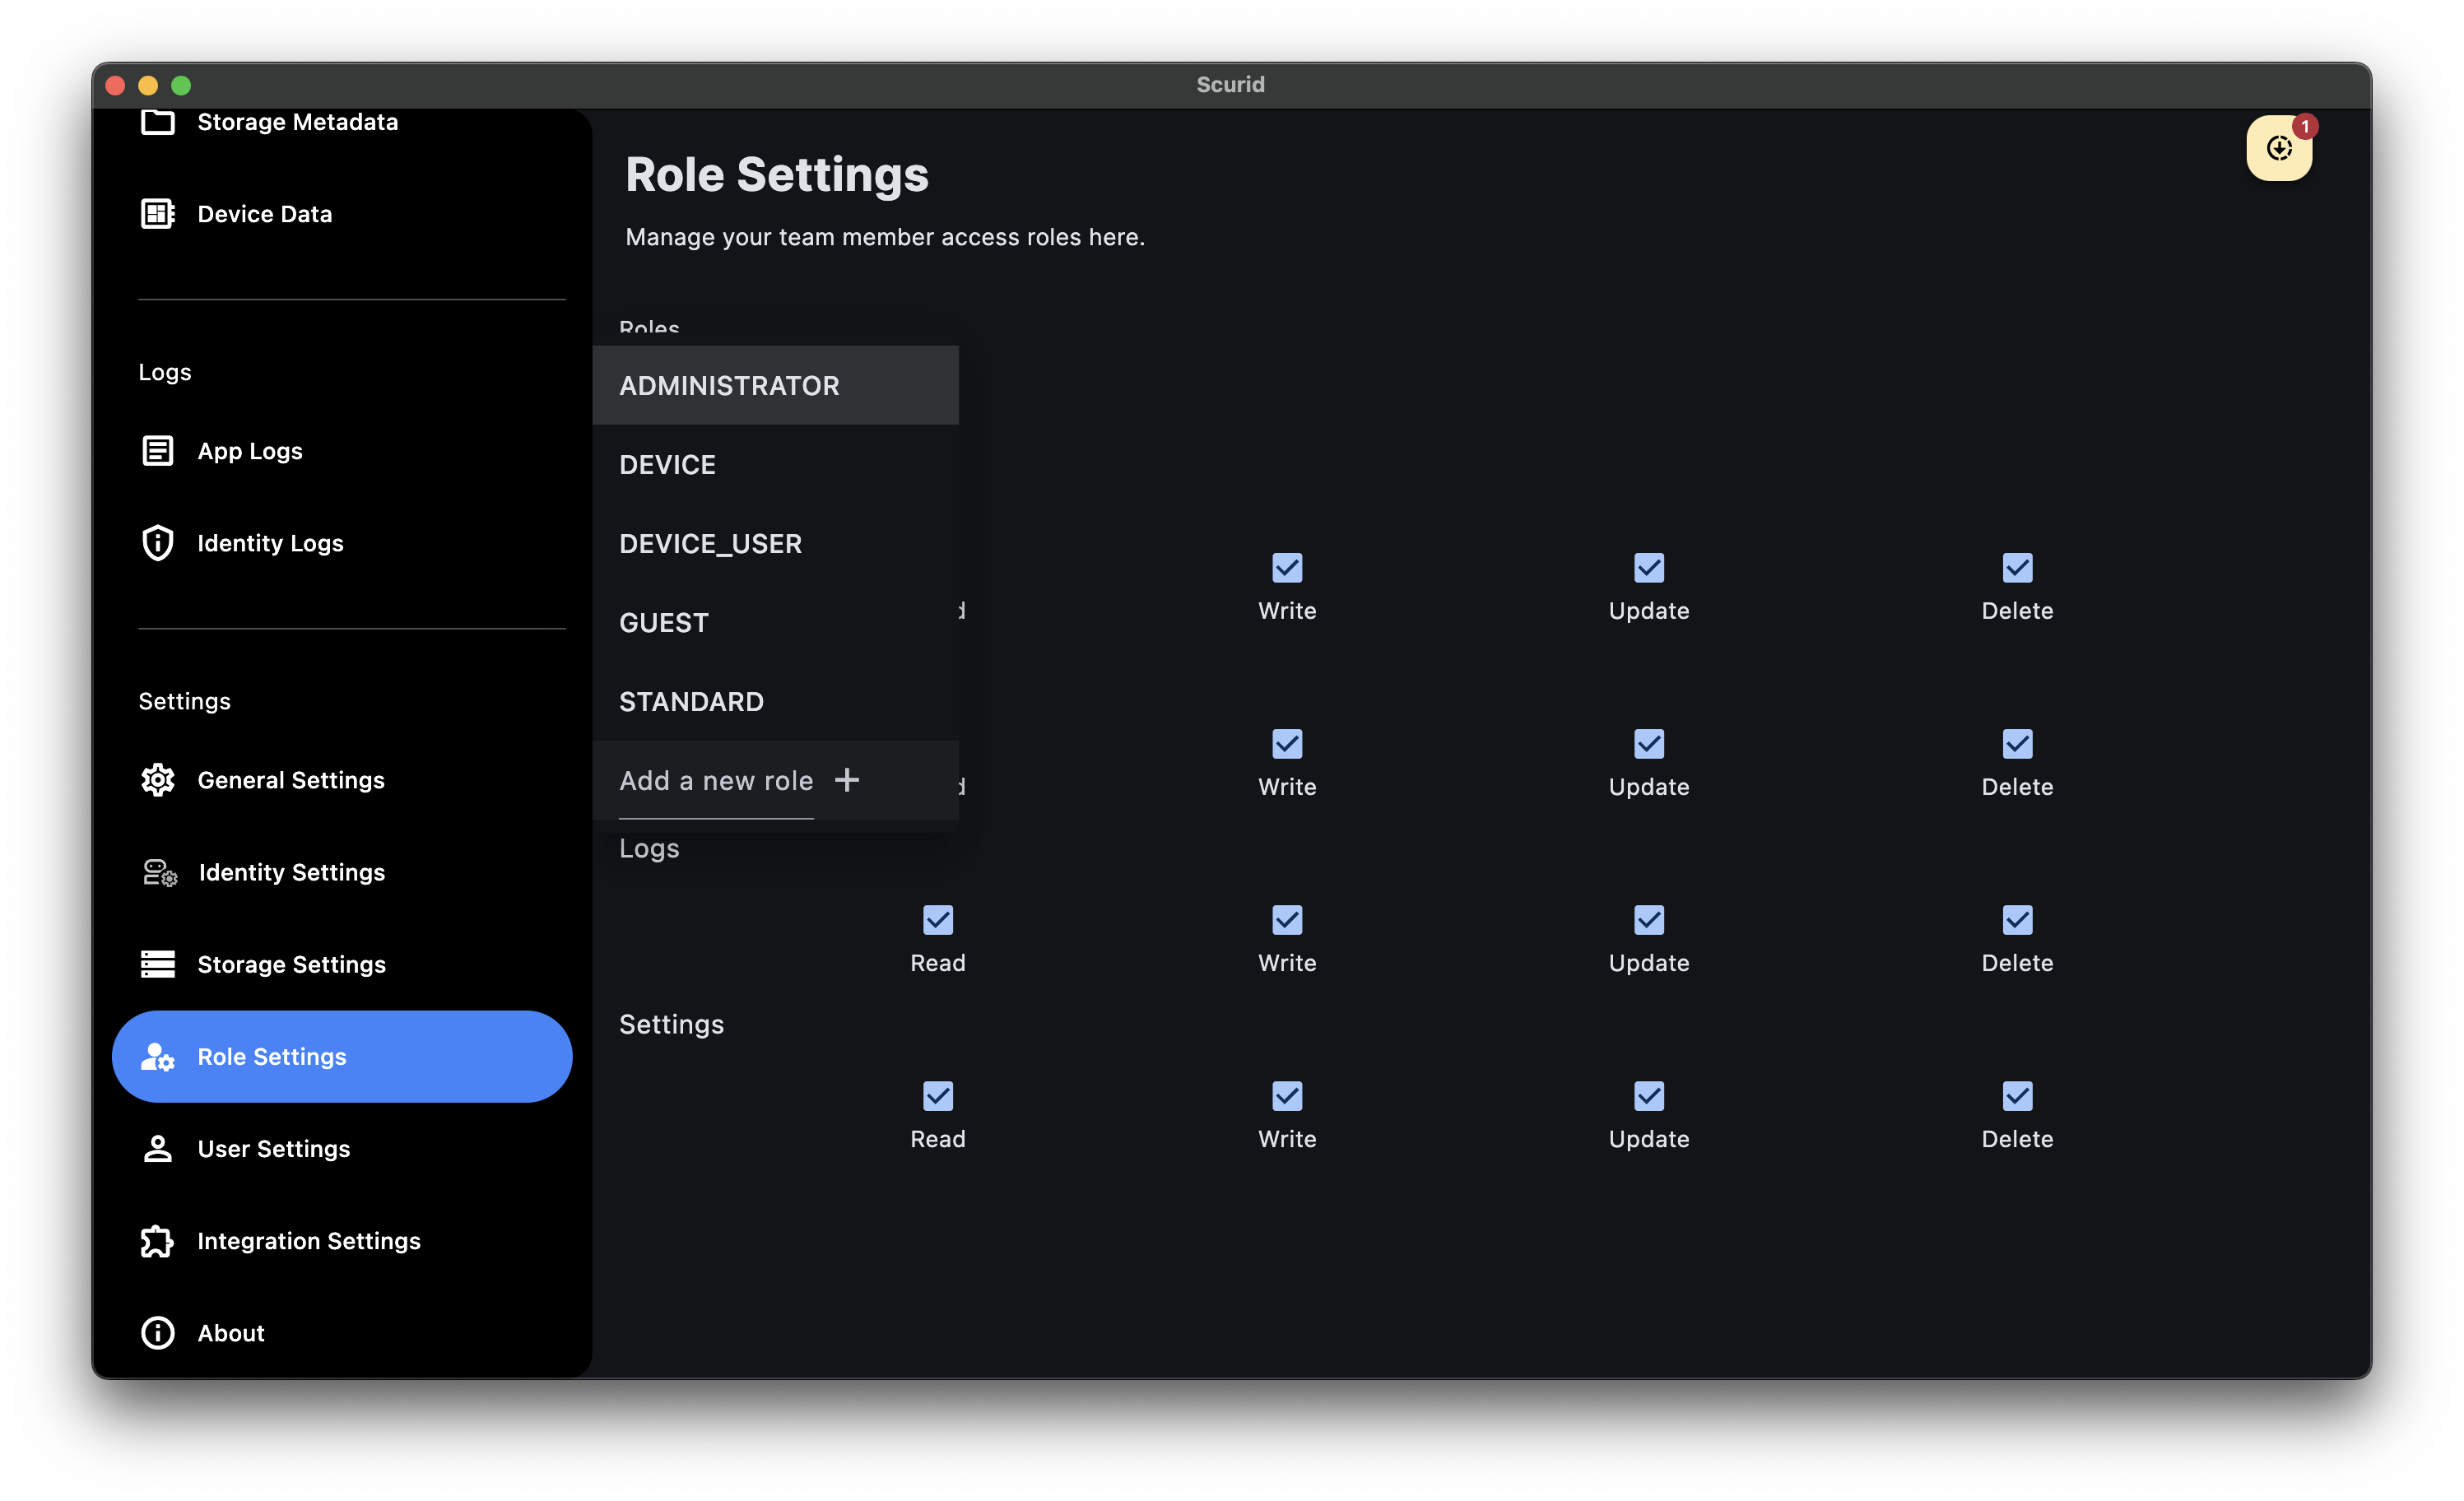 Scurid
Storage Metadata
Device Data
Logs
App Logs
Identity Logs
Settings
General Settings
Identity Settings
Storage Settings
Role Settings
User Settings
Integration Settings
About
1
Role Settings
Manage your team member access roles here.
Roles
ADMINISTRATOR
DEVICE
DEVICE_USER
GUEST
STANDARD
Add a new role +
Write Update Delete
Write Update Delete
Logs
Read Write Update Delete
Settings
Read Write Update Delete